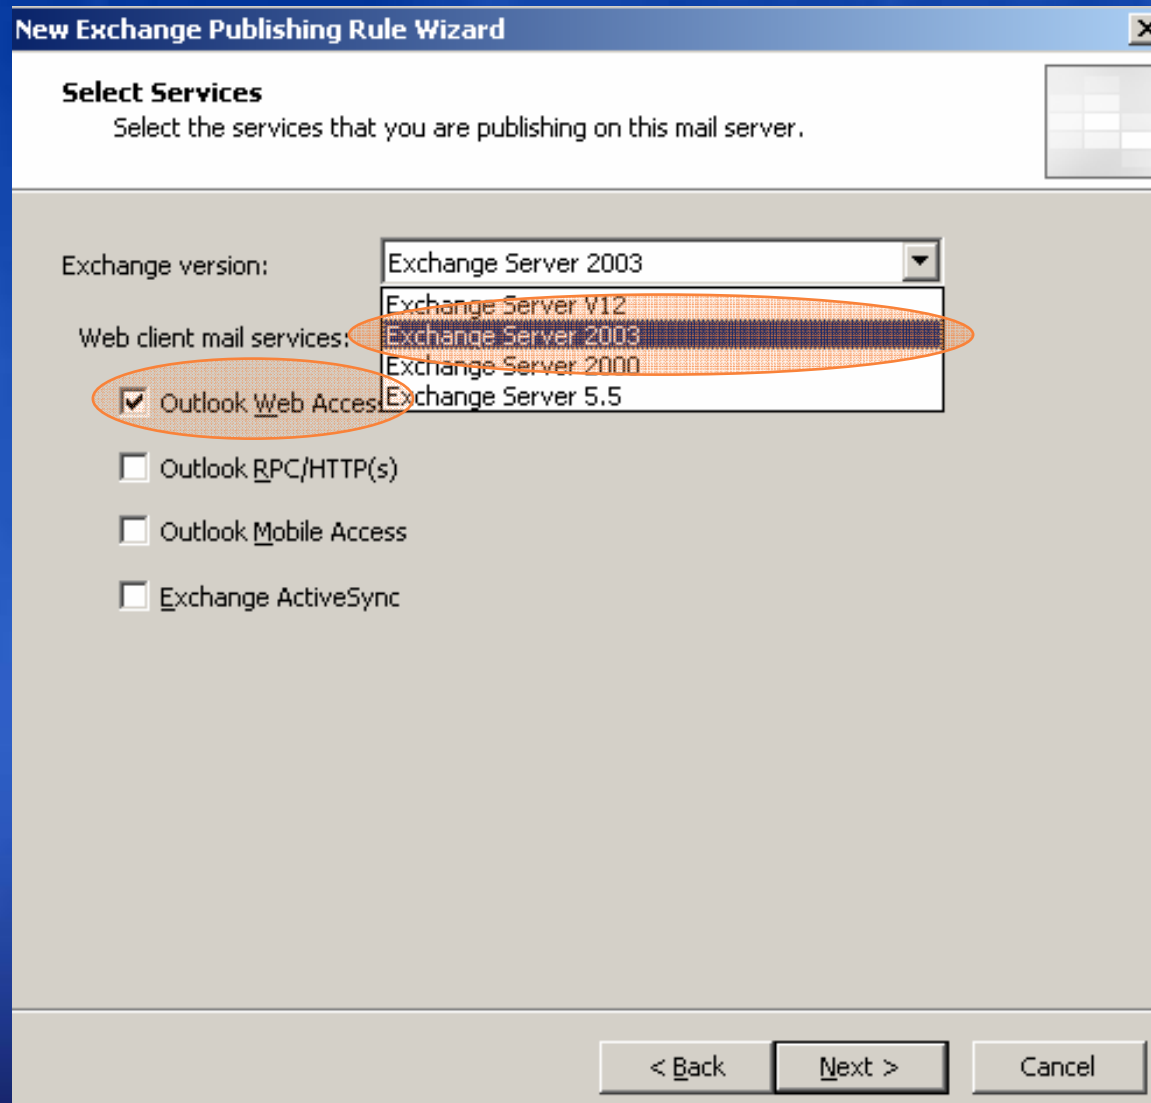 New Exchange Publishing Rule Wizard
Select Services
Select the services that you are publishing on this mail server.
Exchange version:
Exchange Server 2003
Exchange Server V12
Web client mail services:
Exchange Server 2003
Exchange Server 2000
Exchange Server 5.5
Outlook Web Access
Outlook RPC/HTTP(s)
Outlook Mobile Access
Exchange ActiveSync
< Back
Next >
Cancel